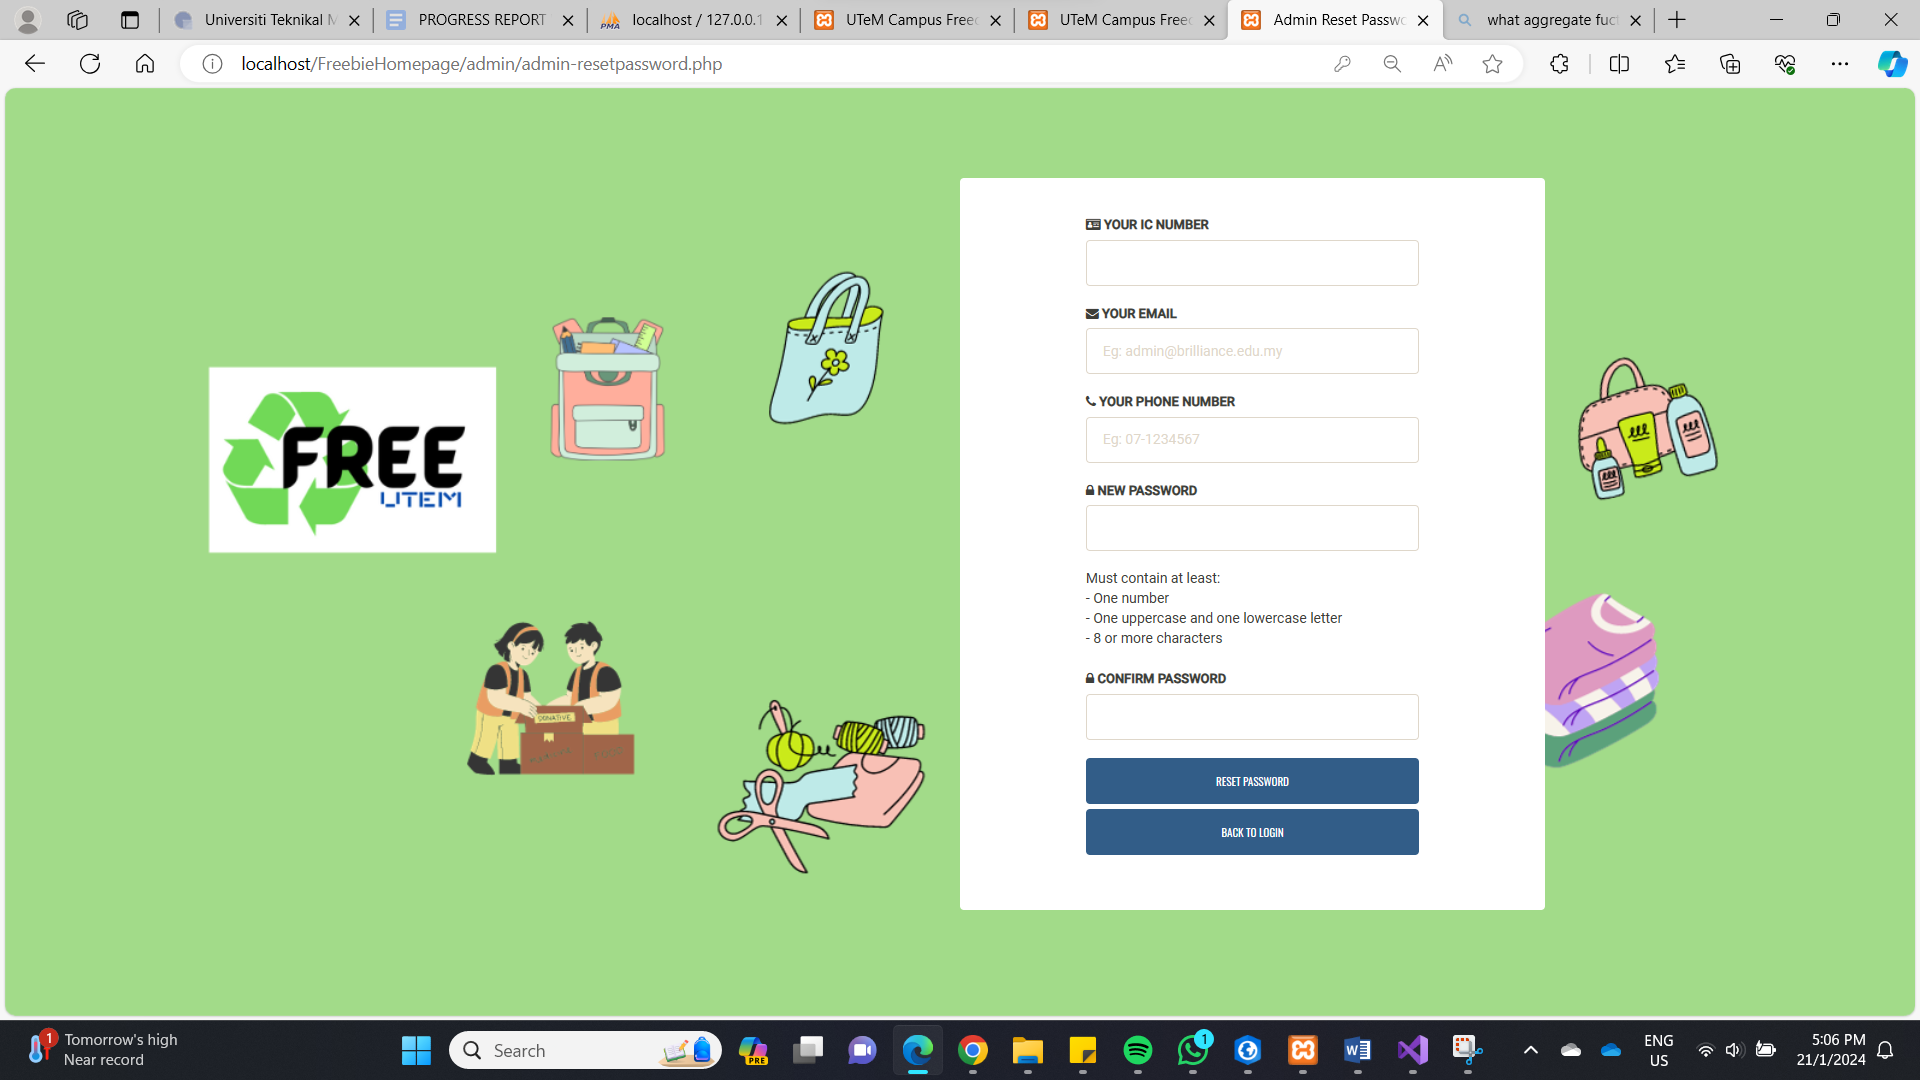 Universiti Teknikal M
PROGRESS REPORT
localhost / 127.0.0.1
UTeM Campus Freec
UTeM Campus Freec
Admin Reset Passwo
what aggregate fuct
localhost/FreebieHomepage/admin/admin-resetpassword.php
YOUR IC NUMBER
YOUR EMAIL
Eg: admin@brilliance.edu.my
YOUR PHONE NUMBER
Eg: 07-1234567
NEW PASSWORD
Must contain at least:
- One number
- One uppercase and one lowercase letter
- 8 or more characters
CONFIRM PASSWORD
RESET PASSWORD
BACK TO LOGIN
FREE
UTEM
DONATIVE
1
Tomorrow's high
Near record
Search
PRE
1
ENG
US
5:06 PM
21/1/2024